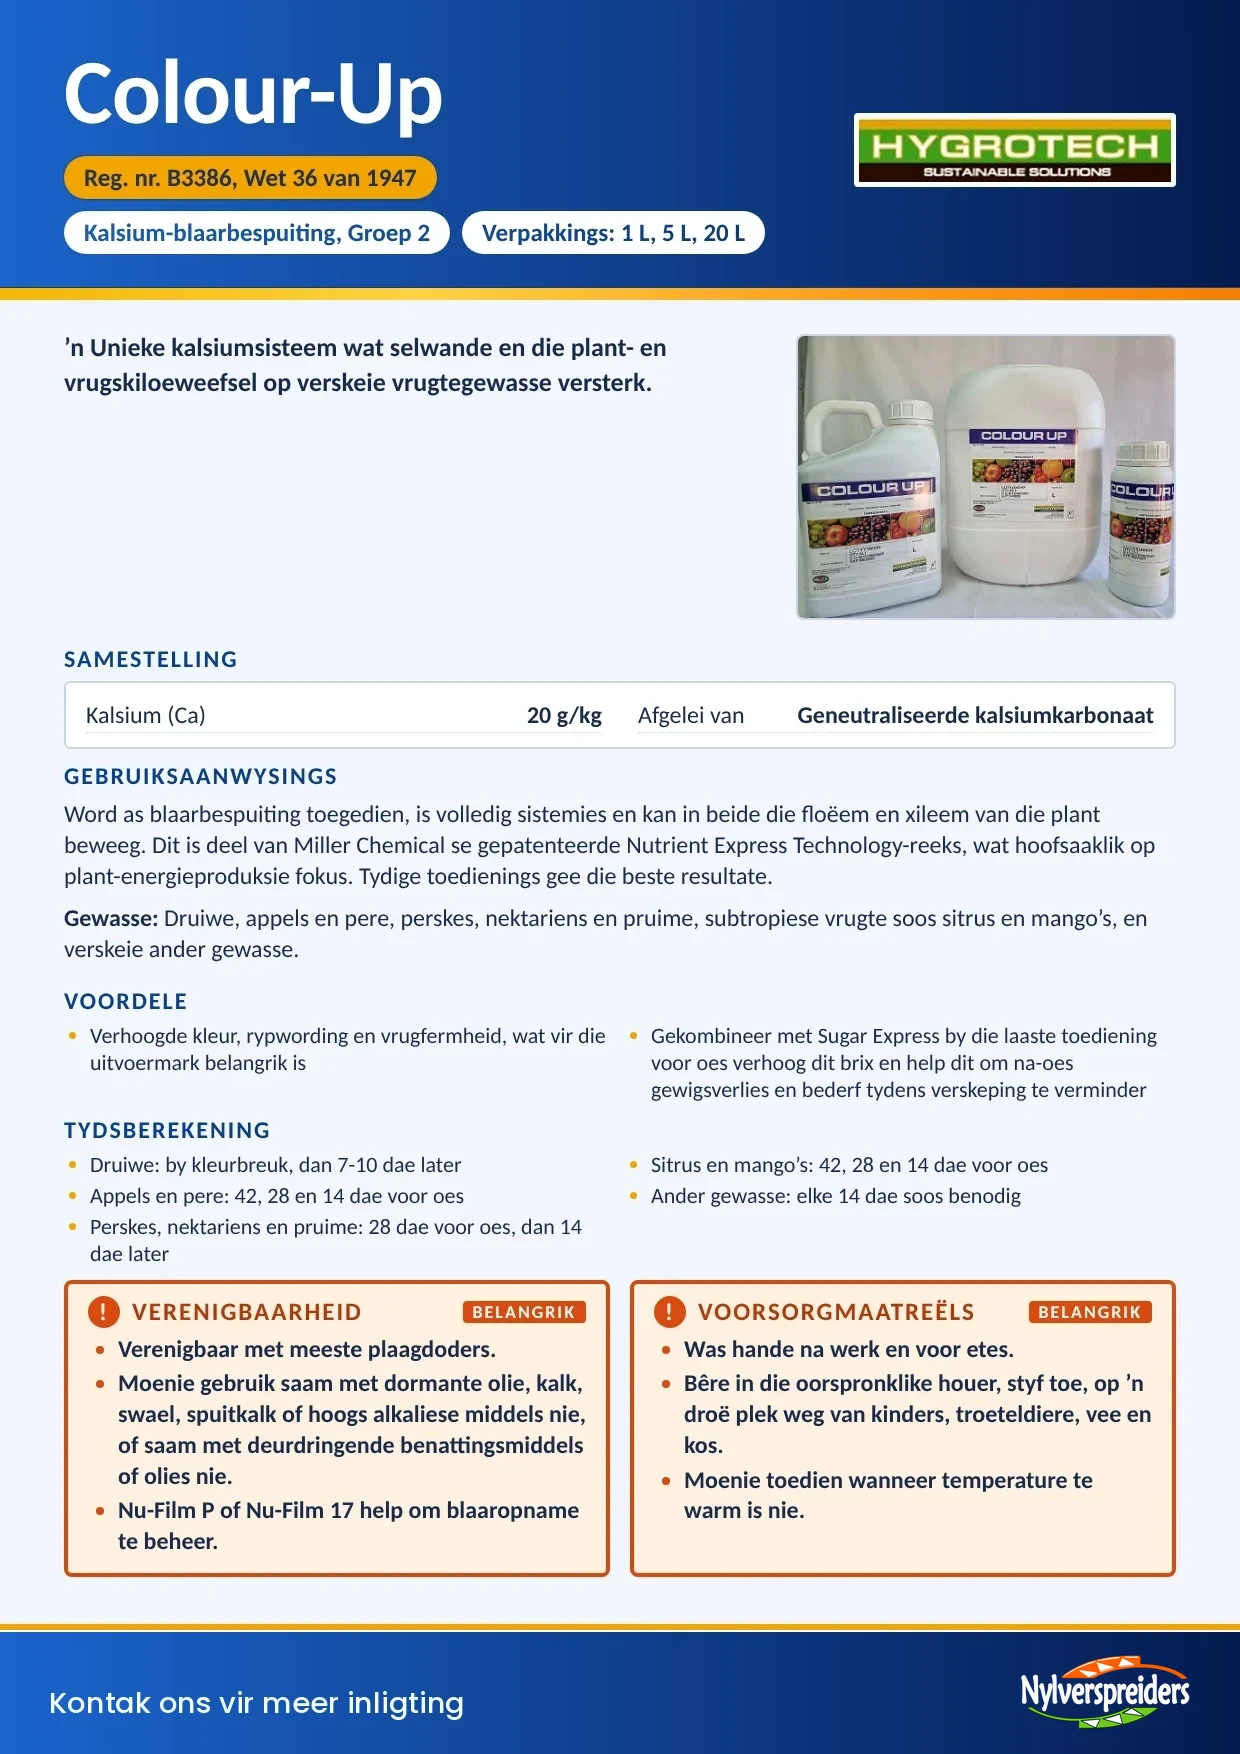 Colour-Up
Reg. nr. B3386, Wet 36 van 1947
Kalsium-blaarbespuiting, Groep 2
Verpakkings: 1 L, 5 L, 20 L
HYGROTECH
SUSTAINABLE SOLUTIONS
’n Unieke kalsiumsisteem wat selwande en die plant- en
vrugskiloeweefsel op verskeie vrugtegewasse versterk.
COLOUR UP
COLOUR UP
COLOUR U
SAMESTELLING
Kalsium (Ca) 20 g/kg Afgelei van Geneutraliseerde kalsiumkarbonaat
GEBRUIKSAANWYSINGS
Word as blaarbespuiting toegedien, is volledig sistemies en kan in beide die floëem en xileem van die plant
beweeg. Dit is deel van Miller Chemical se gepatenteerde Nutrient Express Technology-reeks, wat hoofsaaklik op
plant-energieproduksie fokus. Tydige toedienings gee die beste resultate.
Gewasse: Druiwe, appels en pere, perskes, nektariens en pruime, subtropiese vrugte soos sitrus en mango’s, en
verskeie ander gewasse.
VOORDELE
• Verhoogde kleur, rypwording en vrugfermheid, wat vir die
uitvoermark belangrik is
• Gekombineer met Sugar Express by die laaste toediening
voor oes verhoog dit brix en help dit om na-oes
gewigsverlies en bederf tydens verskeping te verminder
TYDSBEREKENING
• Druiwe: by kleurbreuk, dan 7-10 dae later
• Appels en pere: 42, 28 en 14 dae voor oes
• Perskes, nektariens en pruime: 28 dae voor oes, dan 14
dae later
• Sitrus en mango’s: 42, 28 en 14 dae voor oes
• Ander gewasse: elke 14 dae soos benodig
! VERENIGBAARHEID BELANGRIK
• Verenigbaar met meeste plaagdoders.
• Moenie gebruik saam met dormante olie, kalk,
swael, spuitkalk of hoogs alkaliese middels nie,
of saam met deurdringende benattingsmiddels
of olies nie.
• Nu-Film P of Nu-Film 17 help om blaaropname
te beheer.
! VOORSORGMAATREËLS BELANGRIK
• Was hande na werk en voor etes.
• Bêre in die oorspronklike houer, styf toe, op ’n
droë plek weg van kinders, troeteldiere, vee en
kos.
• Moenie toedien wanneer temperature te
warm is nie.
Kontak ons vir meer inligting
Nylverspreiders